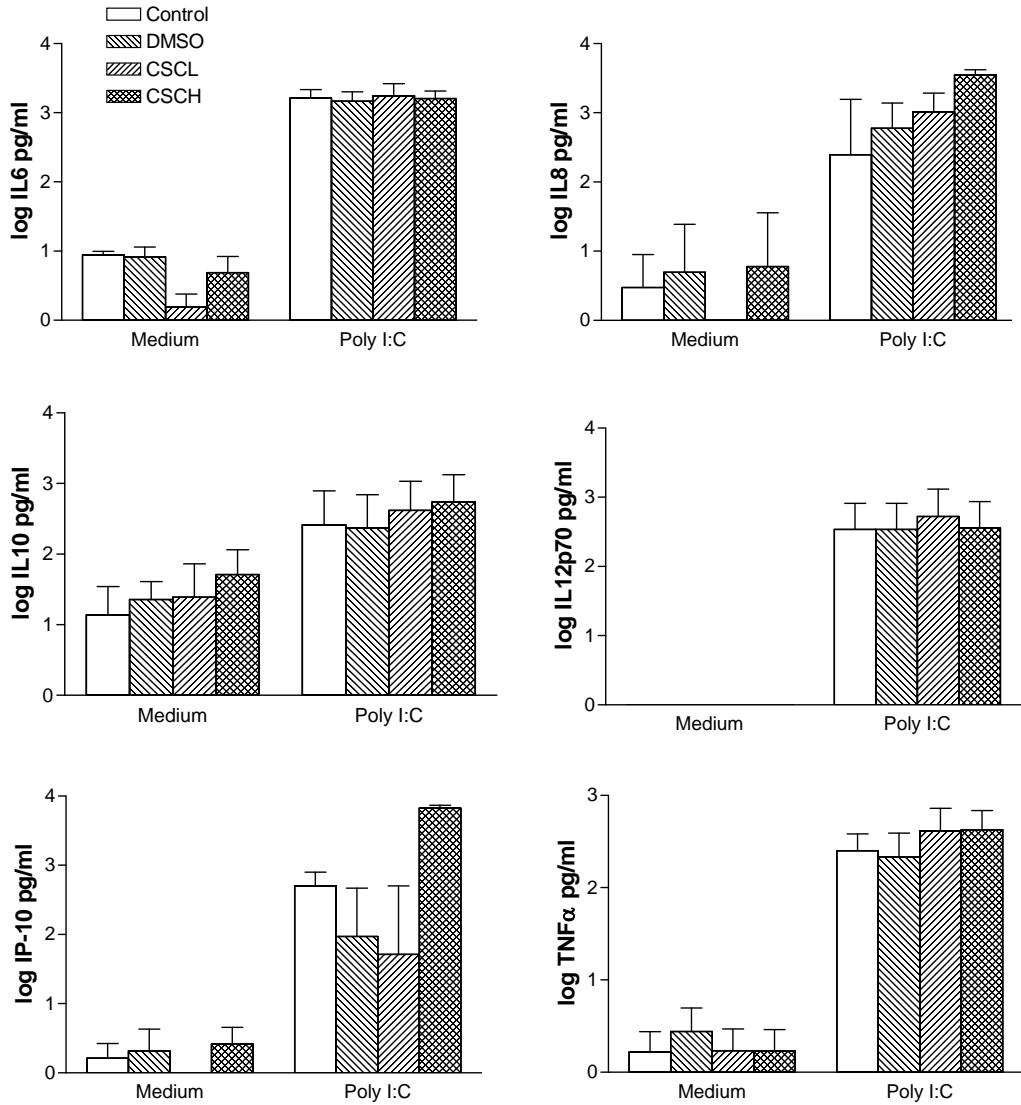 Control
DMSO
CSCL
CSCH
log IL6 pg/ml
4
3
2
1
0
Medium
Poly I:C
log IL8 pg/ml
4
3
2
1
0
Medium
Poly I:C
log IL10 pg/ml
4
3
2
1
0
Medium
Poly I:C
log IL12p70 pg/ml
4
3
2
1
0
Medium
Poly I:C
log IP-10 pg/ml
4
3
2
1
0
Medium
Poly I:C
log TNFα pg/ml
3
2
1
0
Medium
Poly I:C